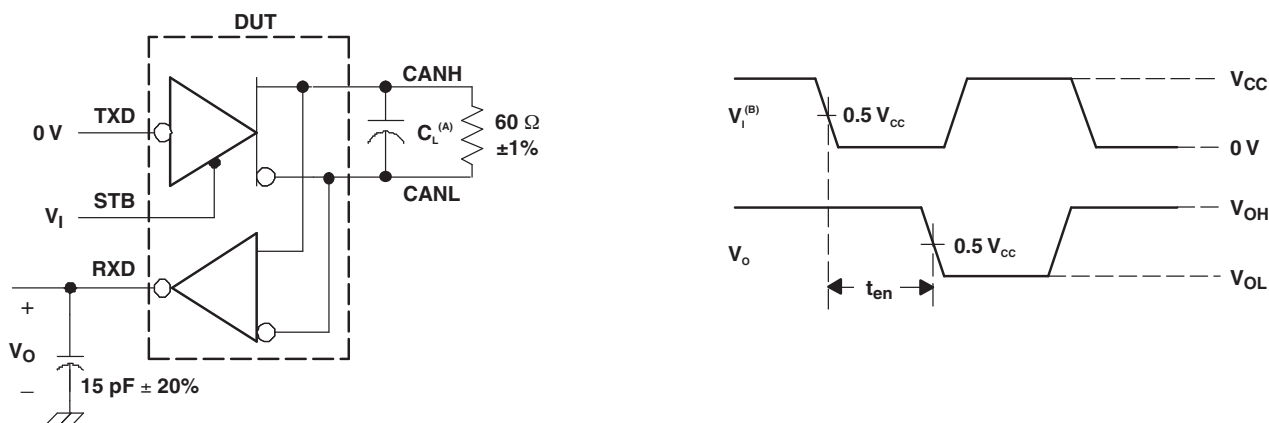 DUT
CANH
TXD
0 V
C_L^(A)
60 Ω
±1%
STB
CANL
V_I
RXD
+
V_O
–
15 pF ± 20%
V_I^(B)
0.5 V_CC
V_CC
0 V
V_O
0.5 V_CC
V_OH
t_en
V_OL